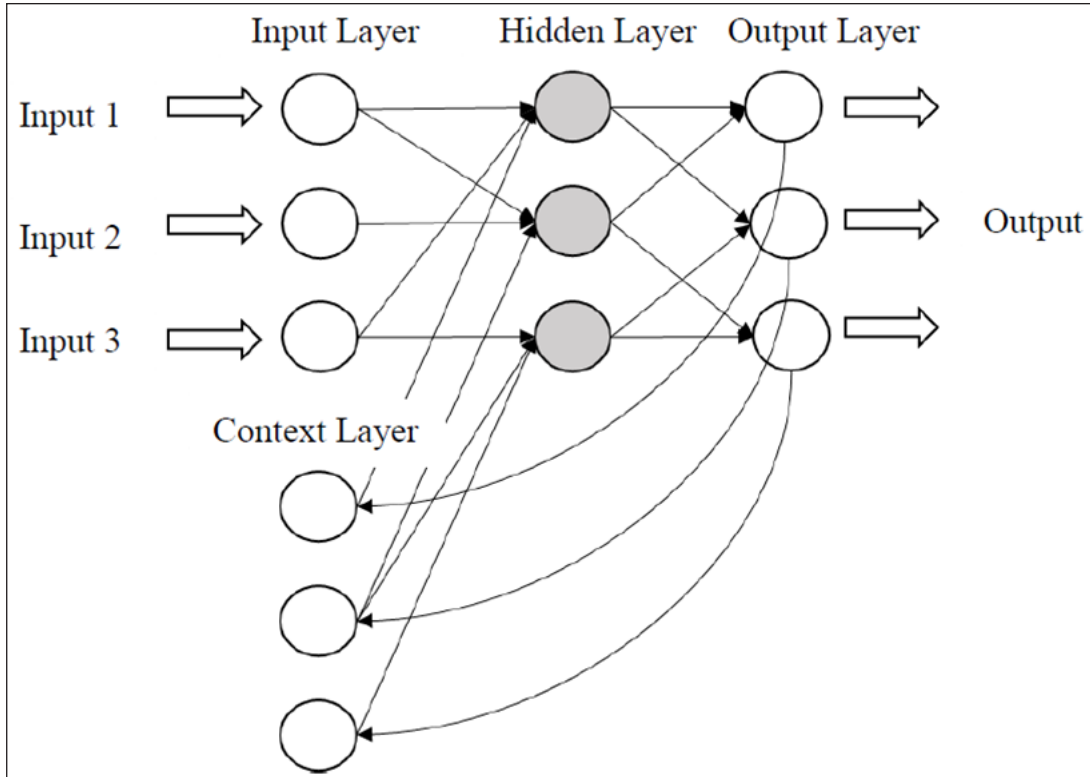 Input Layer
Hidden Layer
Output Layer
Input 1
Input 2
Output
Input 3
Context Layer